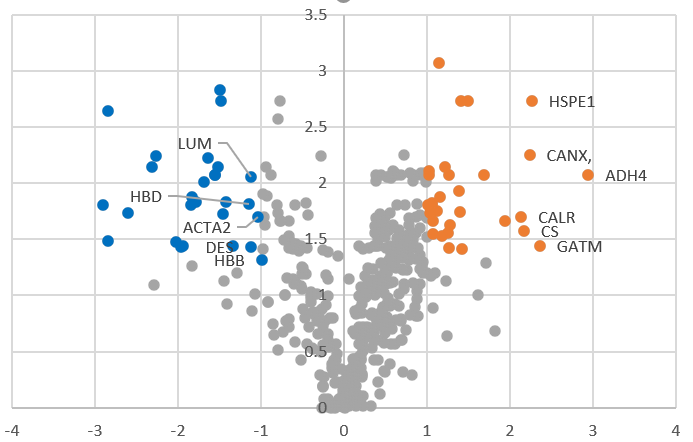 3.5
3
2.5
2
1.5
1
0.5
0
HSPE1
CANX,
ADH4
LUM
HBD
ACTA2
CALR
CS
DES
GATM
HBB
-4 -3 -2 -1 0 1 2 3 4